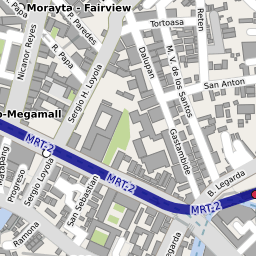 Morayta - Fairview
Tortoasa
Reten
P. Paredes
Nicanor Reyes
R. Papa
Dalupan
M. V. de los Santos
San Anton
Sergio H. Loyola
o-Megamall
Gastambide
MRT-2
Sergio Loyola
Progreso
San Sebastian
MRT-2
MRT-2
B. Legarda
Ramona
egarda